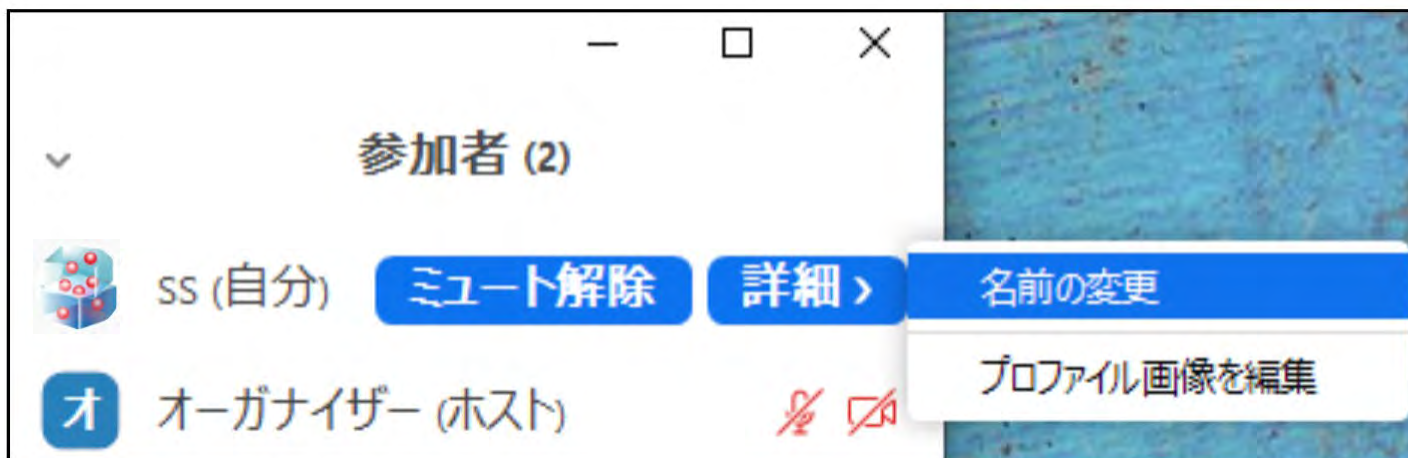 参加者 (2)
ss (自分) ミュート解除 詳細 › 名前の変更
プロファイル画像を編集
オ オーガナイザー (ホスト)